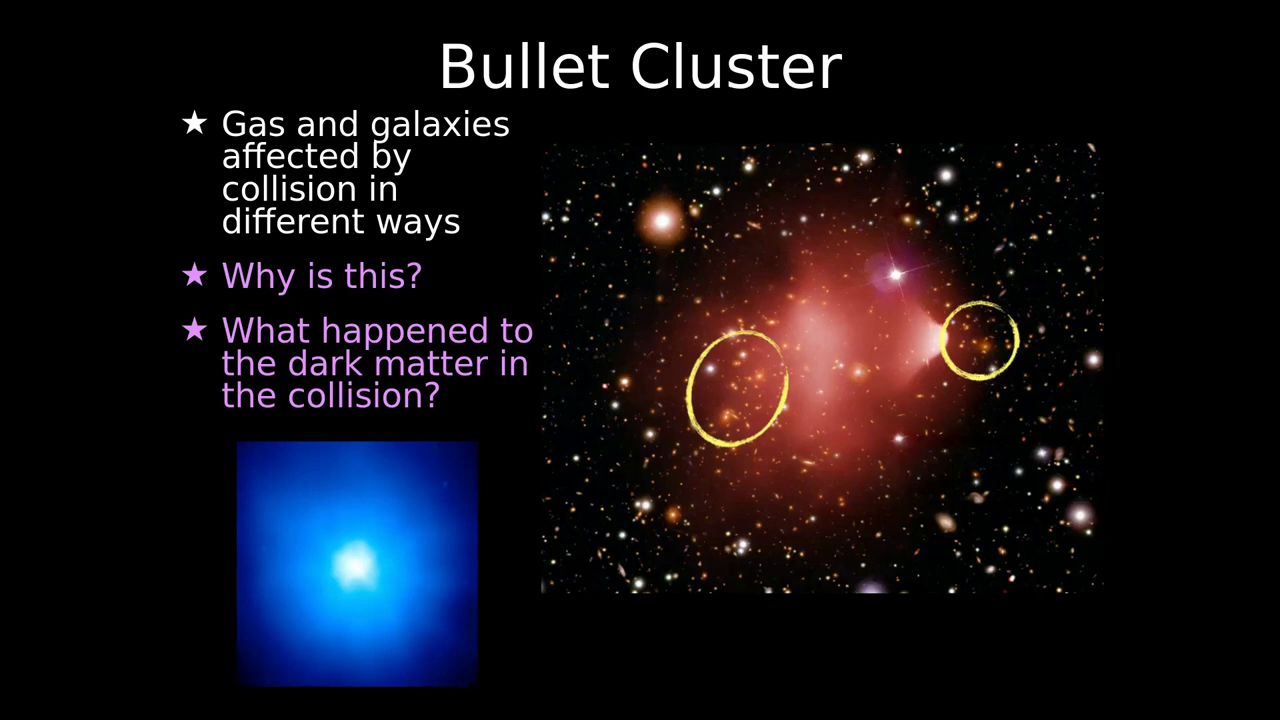 Bullet Cluster
★ Gas and galaxies
affected by
collision in
different ways
★ Why is this?
★ What happened to
the dark matter in
the collision?